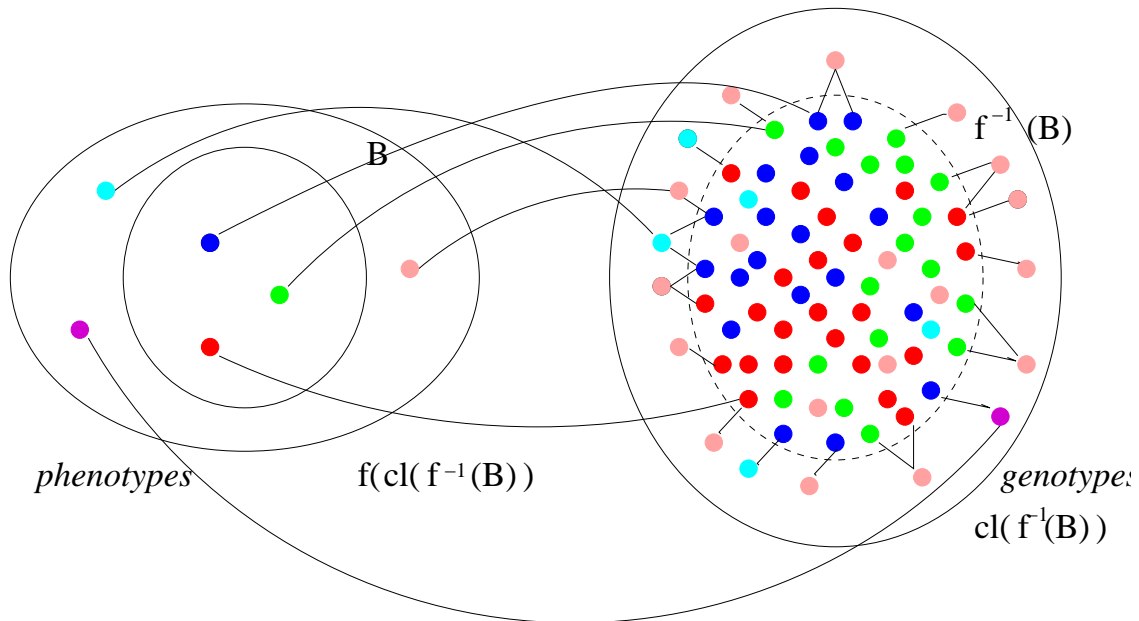 B
f⁻¹ (B)
phenotypes
f(cl(f⁻¹(B))
genotypes
cl(f⁻¹(B))